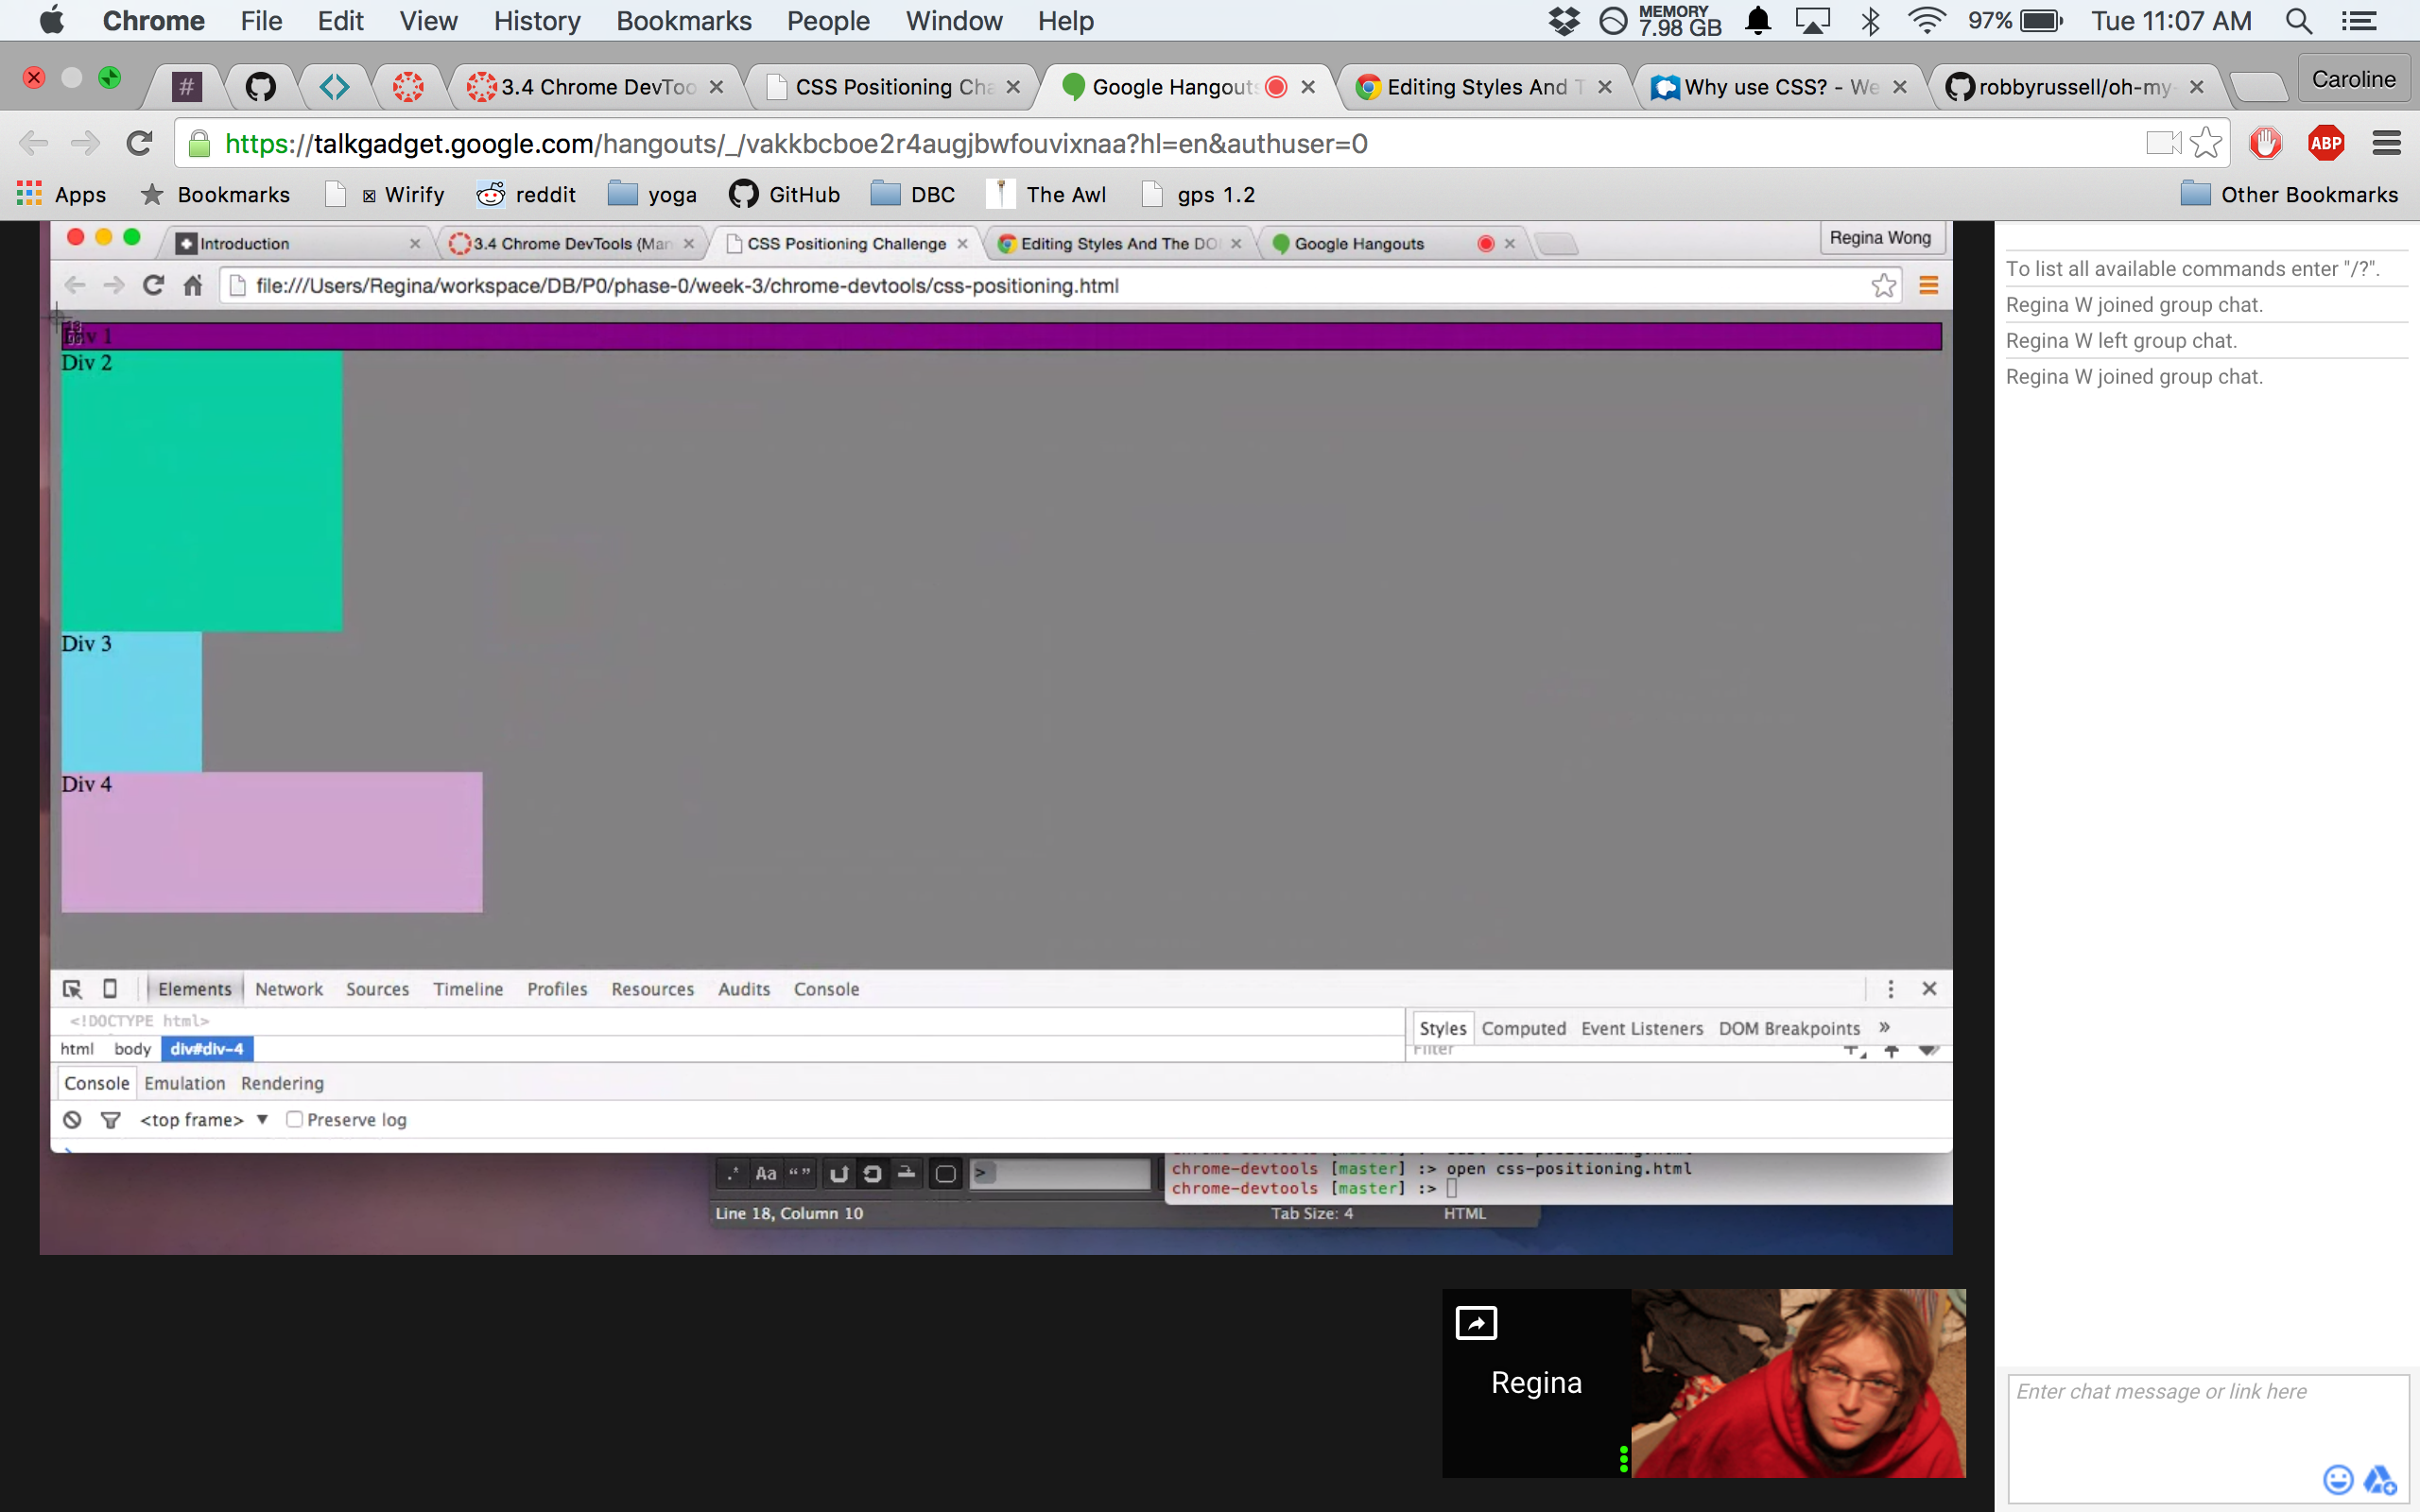 Chrome File Edit View History Bookmarks People Window Help MEMORY 7.98 GB 97% Tue 11:07 AM
# 3.4 Chrome DevToo CSS Positioning Cha Google Hangouts Editing Styles And T Why use CSS? - We robbyrussell/oh-my- Caroline
https://talkgadget.google.com/hangouts/_/vakkbcboe2r4augjbwfouvixnaa?hl=en&authuser=0 ABP
Apps Bookmarks Wirify reddit yoga GitHub DBC The Awl gps 1.2 Other Bookmarks
Introduction 3.4 Chrome DevTools (Man CSS Positioning Challenge Editing Styles And The DO Google Hangouts Regina Wong
file:///Users/Regina/workspace/DB/P0/phase-0/week-3/chrome-devtools/css-positioning.html
Div 1
Div 2
Div 3
Div 4
Elements Network Sources Timeline Profiles Resources Audits Console
<!DOCTYPE html>
Styles Computed Event Listeners DOM Breakpoints »
html body div#div-4
Filter
Console Emulation Rendering
<top frame> ▼ Preserve log
.* Aa “” >
chrome-devtools [master] :> open css-positioning.html
chrome-devtools [master] :>
Line 18, Column 10 Tab Size: 4 HTML
To list all available commands enter "/?".
Regina W joined group chat.
Regina W left group chat.
Regina W joined group chat.
Regina
Enter chat message or link here